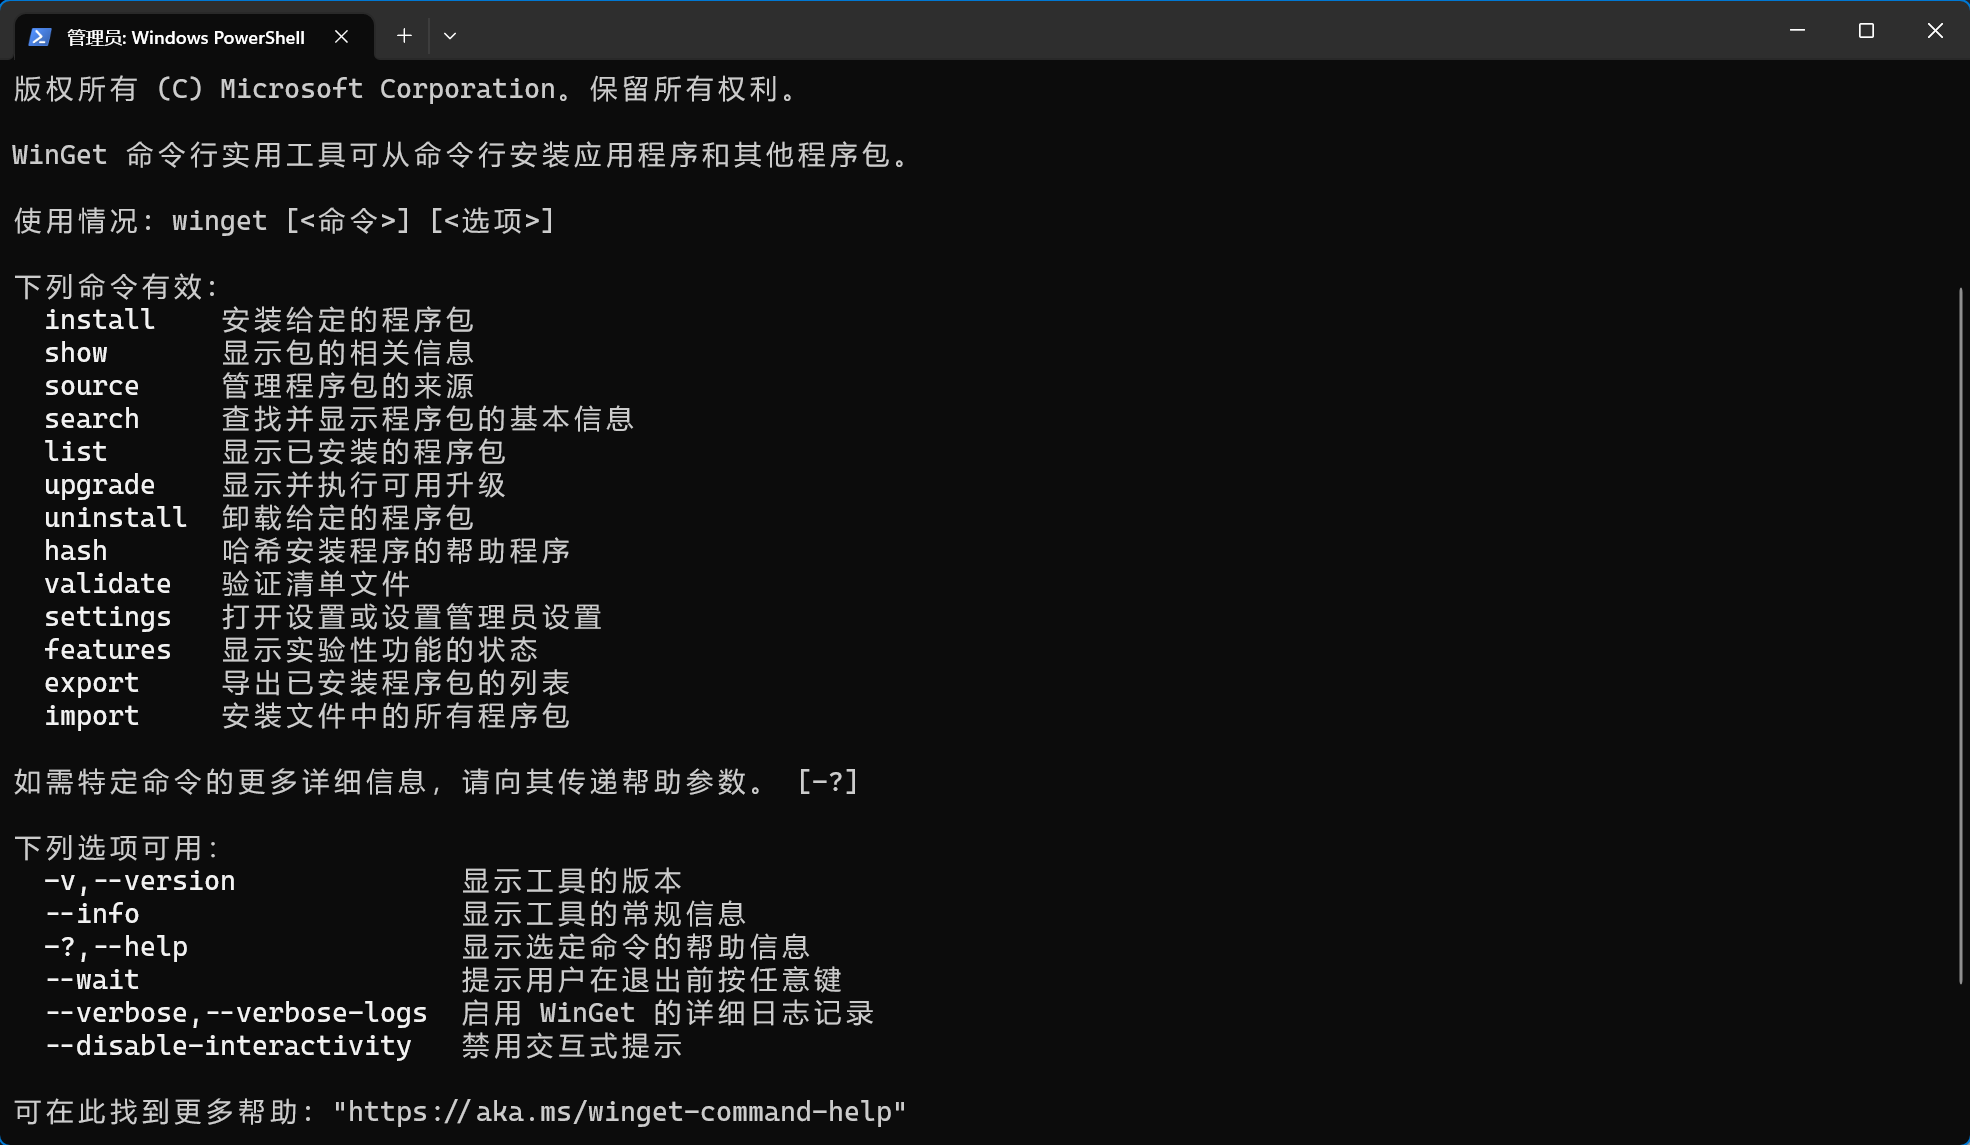 管理员: Windows PowerShell
版权所有 (C) Microsoft Corporation。保留所有权利。
WinGet 命令行实用工具可从命令行安装应用程序和其他程序包。
使用情况: winget [<命令>] [<选项>]
下列命令有效:
install 安装给定的程序包
show 显示包的相关信息
source 管理程序包的来源
search 查找并显示程序包的基本信息
list 显示已安装的程序包
upgrade 显示并执行可用升级
uninstall 卸载给定的程序包
hash 哈希安装程序的帮助程序
validate 验证清单文件
settings 打开设置或设置管理员设置
features 显示实验性功能的状态
export 导出已安装程序包的列表
import 安装文件中的所有程序包
如需特定命令的更多详细信息, 请向其传递帮助参数。 [-?]
下列选项可用:
-v,--version 显示工具的版本
--info 显示工具的常规信息
-?,--help 显示选定命令的帮助信息
--wait 提示用户在退出前按任意键
--verbose,--verbose-logs 启用 WinGet 的详细日志记录
--disable-interactivity 禁用交互式提示
可在此找到更多帮助: "https://aka.ms/winget-command-help"